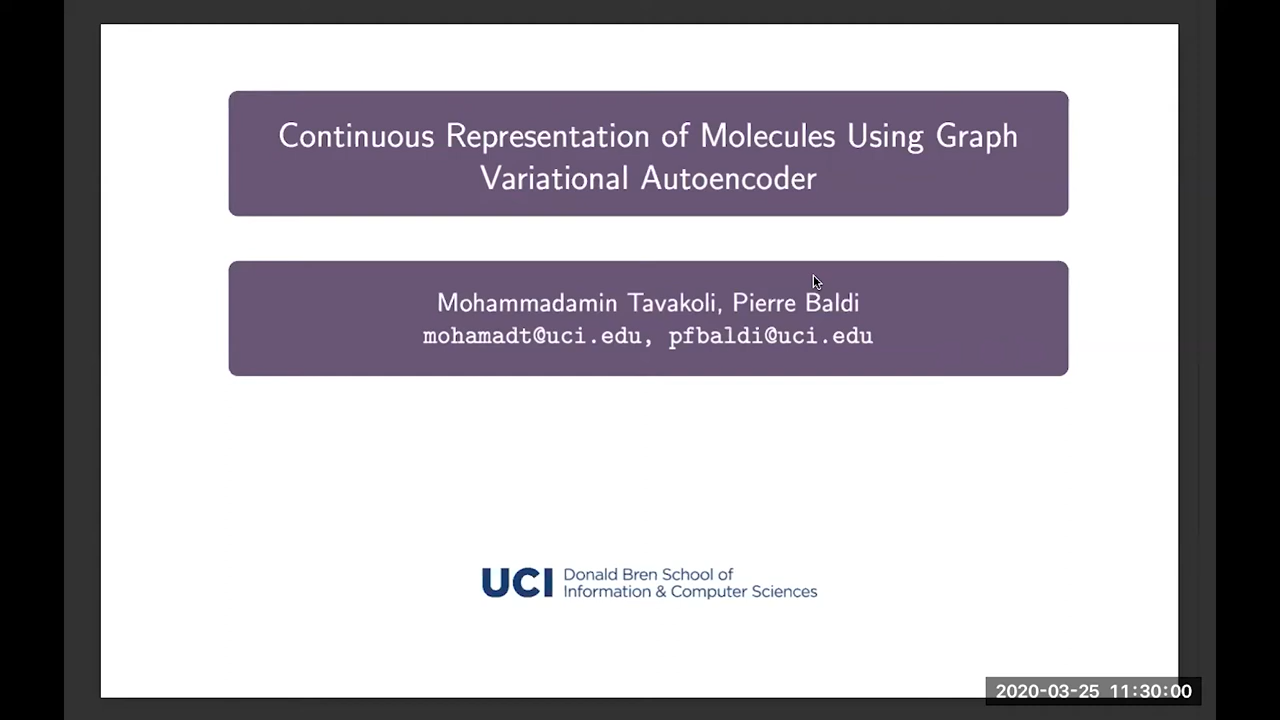 Continuous Representation of Molecules Using Graph
Variational Autoencoder
Mohammadamin Tavakoli, Pierre Baldi
mohamadt@uci.edu, pfbaldi@uci.edu
UCI Donald Bren School of
Information & Computer Sciences
2020-03-25 11:30:00